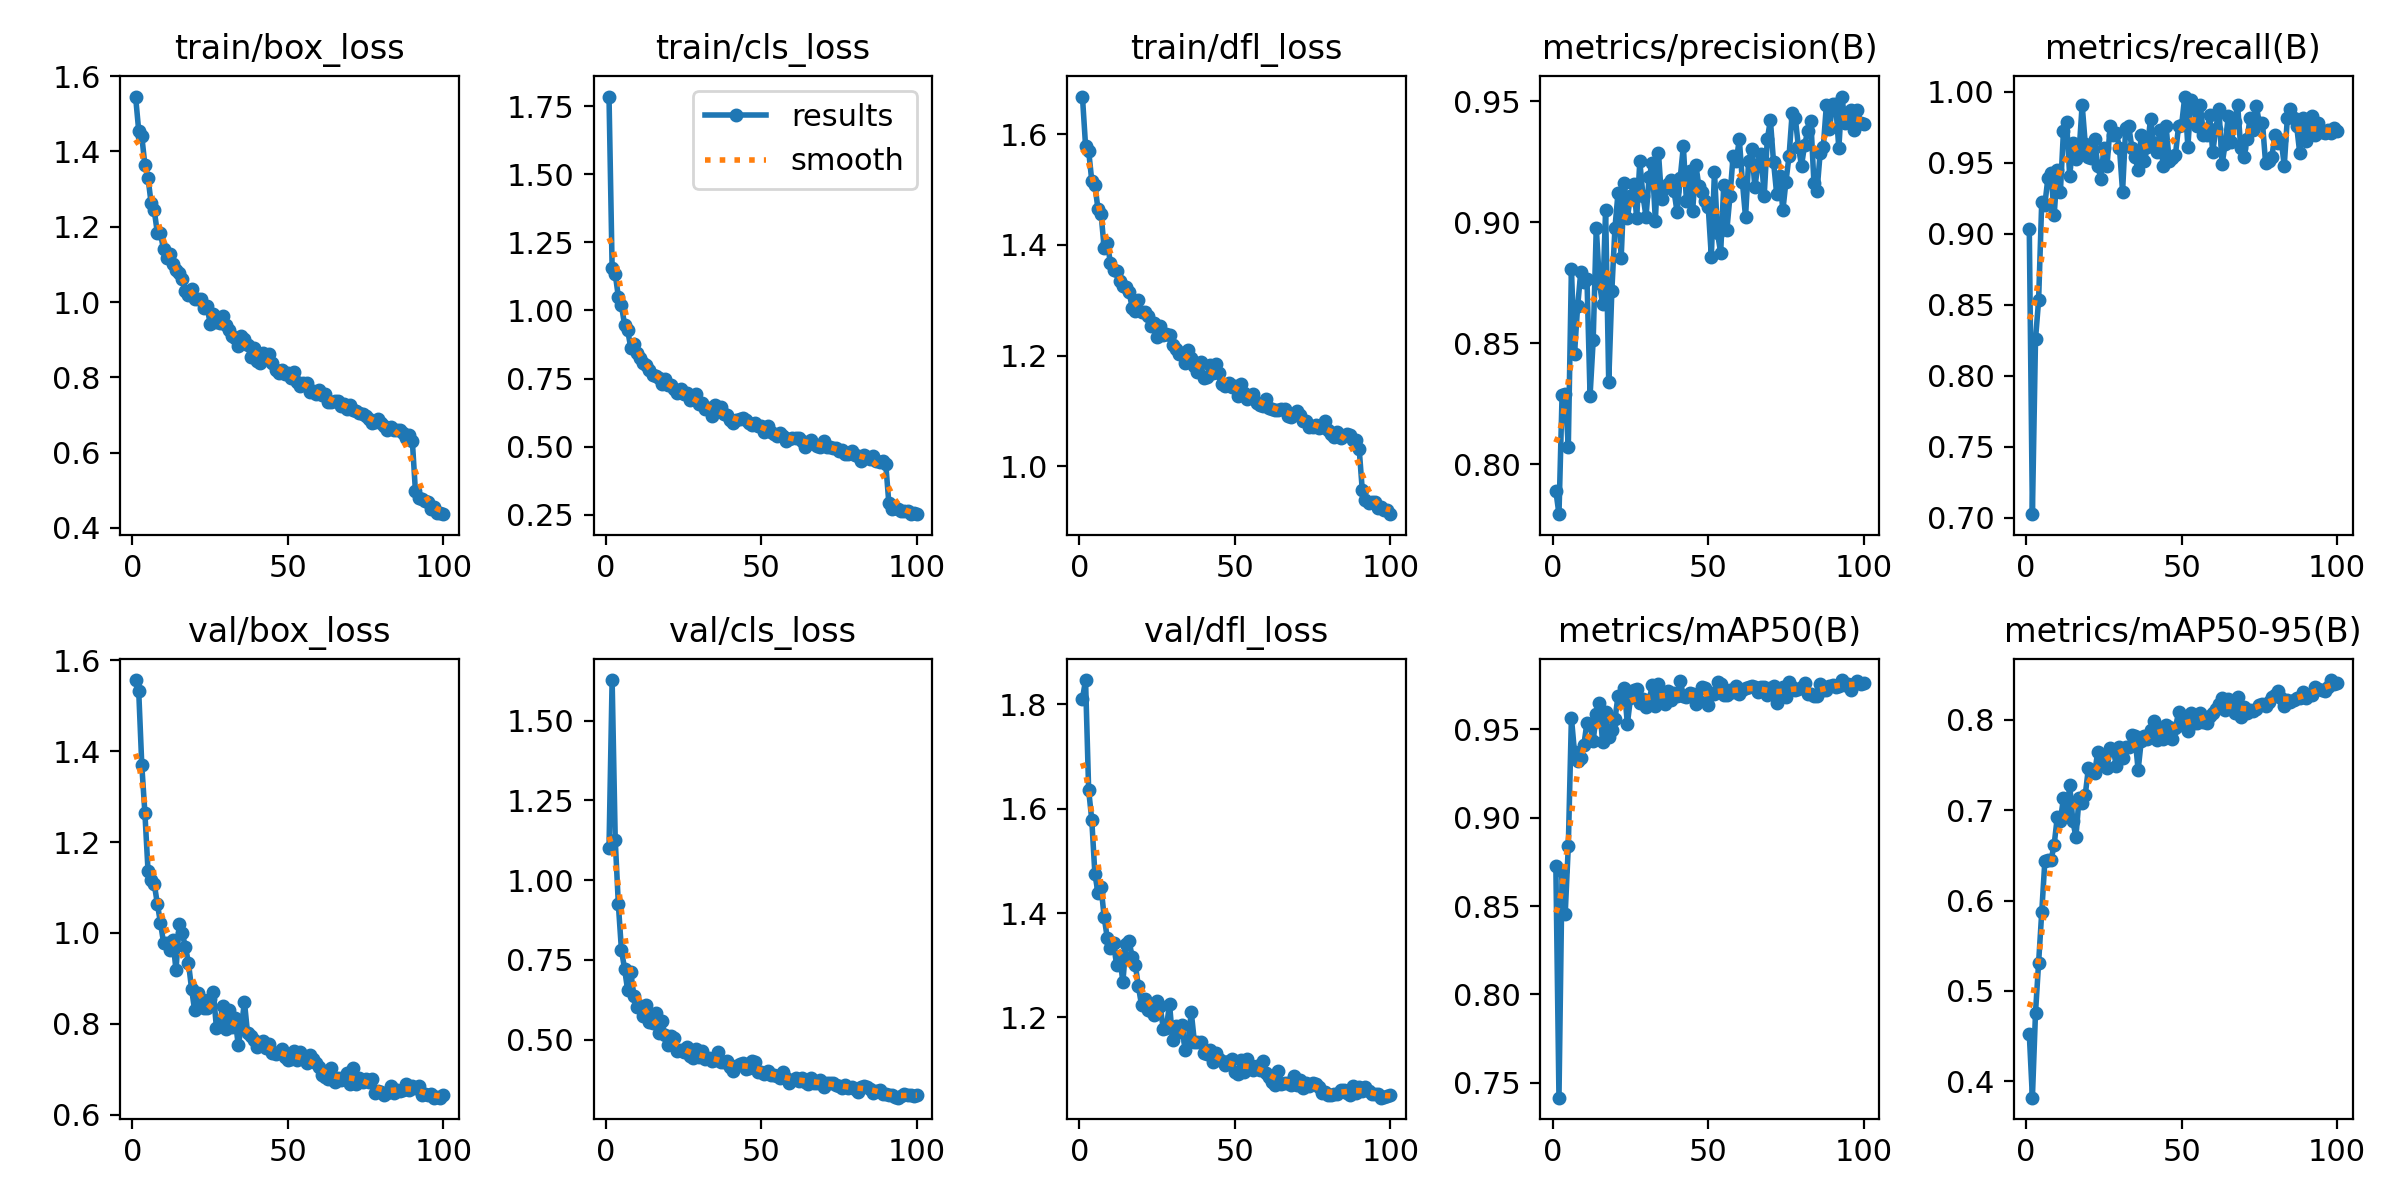 train/box_loss
1.6
1.4
1.2
1.0
0.8
0.6
0.4
0 50 100
train/cls_loss
results
smooth
1.75
1.50
1.25
1.00
0.75
0.50
0.25
0 50 100
train/dfl_loss
1.6
1.4
1.2
1.0
0 50 100
metrics/precision(B)
0.95
0.90
0.85
0.80
0 50 100
metrics/recall(B)
1.00
0.95
0.90
0.85
0.80
0.75
0.70
0 50 100
val/box_loss
1.6
1.4
1.2
1.0
0.8
0.6
0 50 100
val/cls_loss
1.50
1.25
1.00
0.75
0.50
0 50 100
val/dfl_loss
1.8
1.6
1.4
1.2
0 50 100
metrics/mAP50(B)
0.95
0.90
0.85
0.80
0.75
0 50 100
metrics/mAP50-95(B)
0.8
0.7
0.6
0.5
0.4
0 50 100